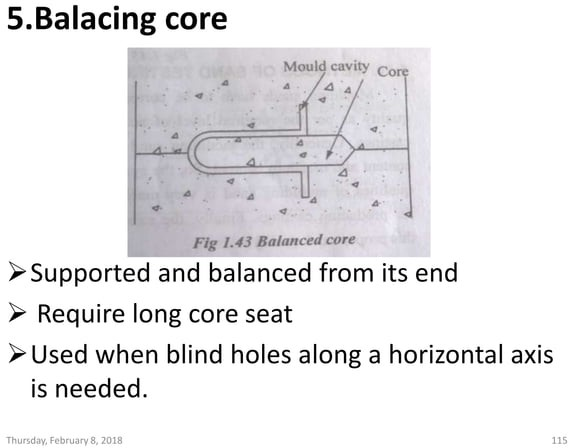 5.Balacing core
Mould cavity
Core
Fig 1.43 Balanced core
➢Supported and balanced from its end
➢ Require long core seat
➢Used when blind holes along a horizontal axis
is needed.
Thursday, February 8, 2018
115